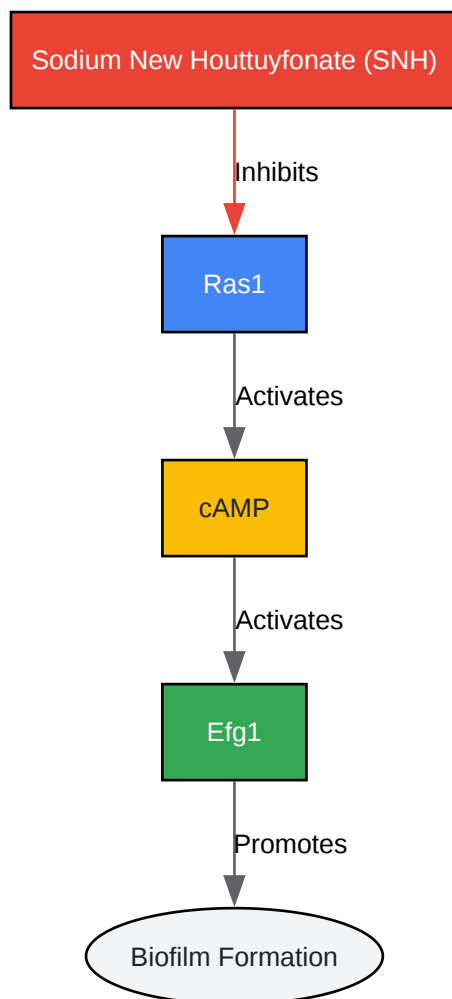 Sodium New Houttuyfonate (SNH)
Inhibits
Ras1
Activates
cAMP
Activates
Efg1
Promotes
Biofilm Formation